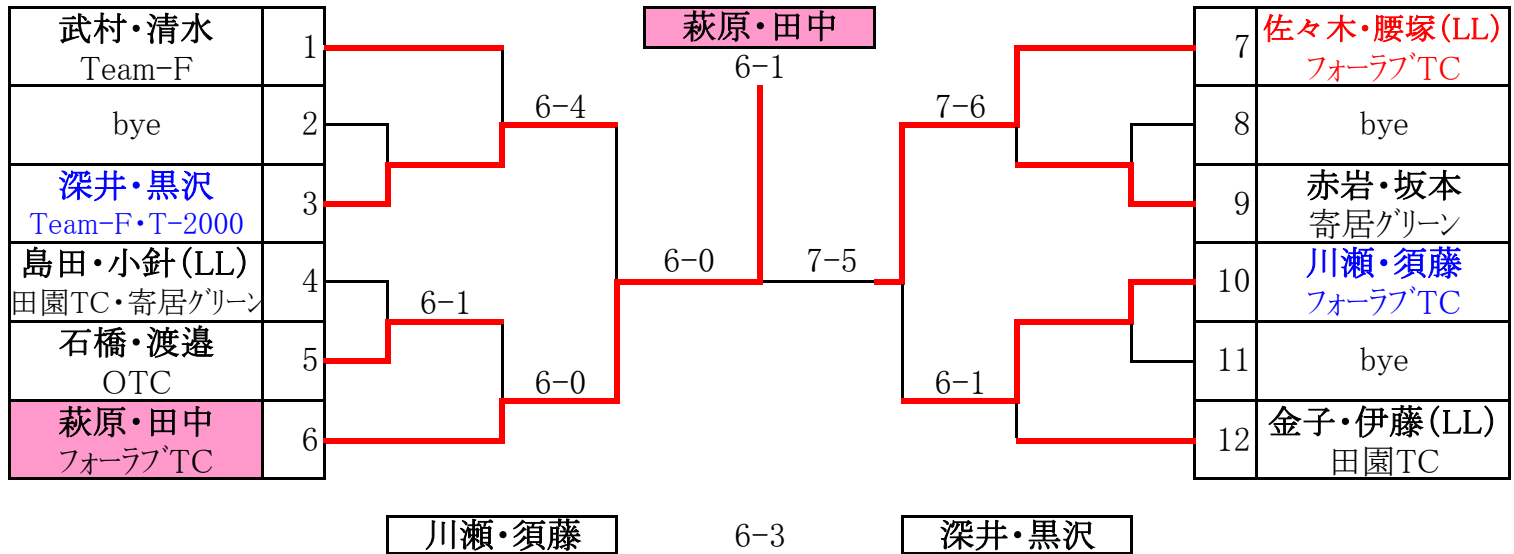 武村・清水
Team-F
1
bye
2
深井・黒沢
Team-F・T-2000
3
島田・小針(LL)
田園TC・寄居グリーン
4
石橋・渡邉
OTC
5
萩原・田中
フォーラブTC
6
6-4
6-1
6-0
6-0
萩原・田中
6-1
7-5
7-6
6-1
7
佐々木・腰塚(LL)
フォーラブTC
8
bye
9
赤岩・坂本
寄居グリーン
10
川瀬・須藤
フォーラブTC
11
bye
12
金子・伊藤(LL)
田園TC
川瀬・須藤
6-3
深井・黒沢